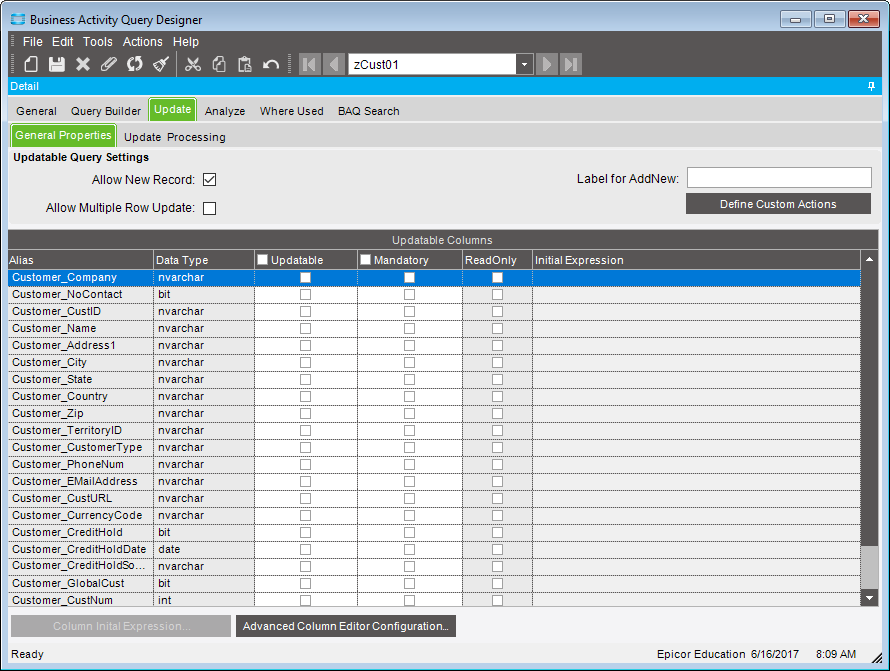 Business Activity Query Designer
File Edit Tools Actions Help
zCust01
Detail
General Query Builder Update Analyze Where Used BAQ Search
General Properties Update Processing
Updatable Query Settings
Allow New Record: Label for AddNew:
Allow Multiple Row Update: Define Custom Actions
Updatable Columns
Alias Data Type Updatable Mandatory ReadOnly Initial Expression
Customer_Company nvarchar
Customer_NoContact bit
Customer_CustID nvarchar
Customer_Name nvarchar
Customer_Address1 nvarchar
Customer_City nvarchar
Customer_State nvarchar
Customer_Country nvarchar
Customer_Zip nvarchar
Customer_TerritoryID nvarchar
Customer_CustomerType nvarchar
Customer_PhoneNum nvarchar
Customer_EMailAddress nvarchar
Customer_CustURL nvarchar
Customer_CurrencyCode nvarchar
Customer_CreditHold bit
Customer_CreditHoldDate date
Customer_CreditHoldSo... nvarchar
Customer_GlobalCust bit
Customer_CustNum int
Column Inital Expression... Advanced Column Editor Configuration...
Ready Epicor Education 6/16/2017 8:09 AM